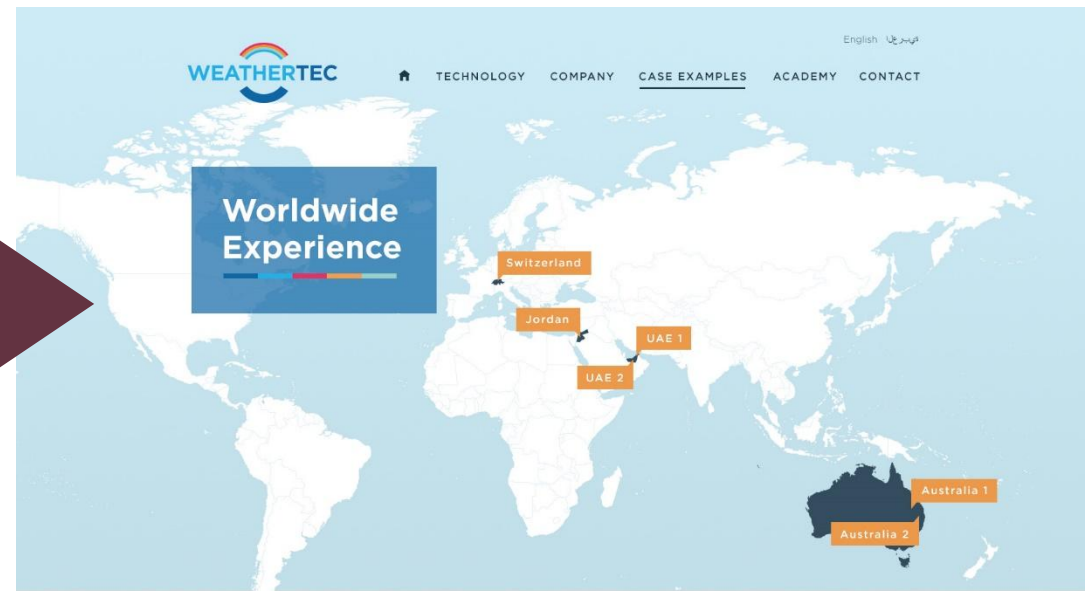 English
WEATHERTEC
TECHNOLOGY COMPANY CASE EXAMPLES ACADEMY CONTACT
Worldwide
Experience
Switzerland
Jordan
UAE 1
UAE 2
Australia 1
Australia 2